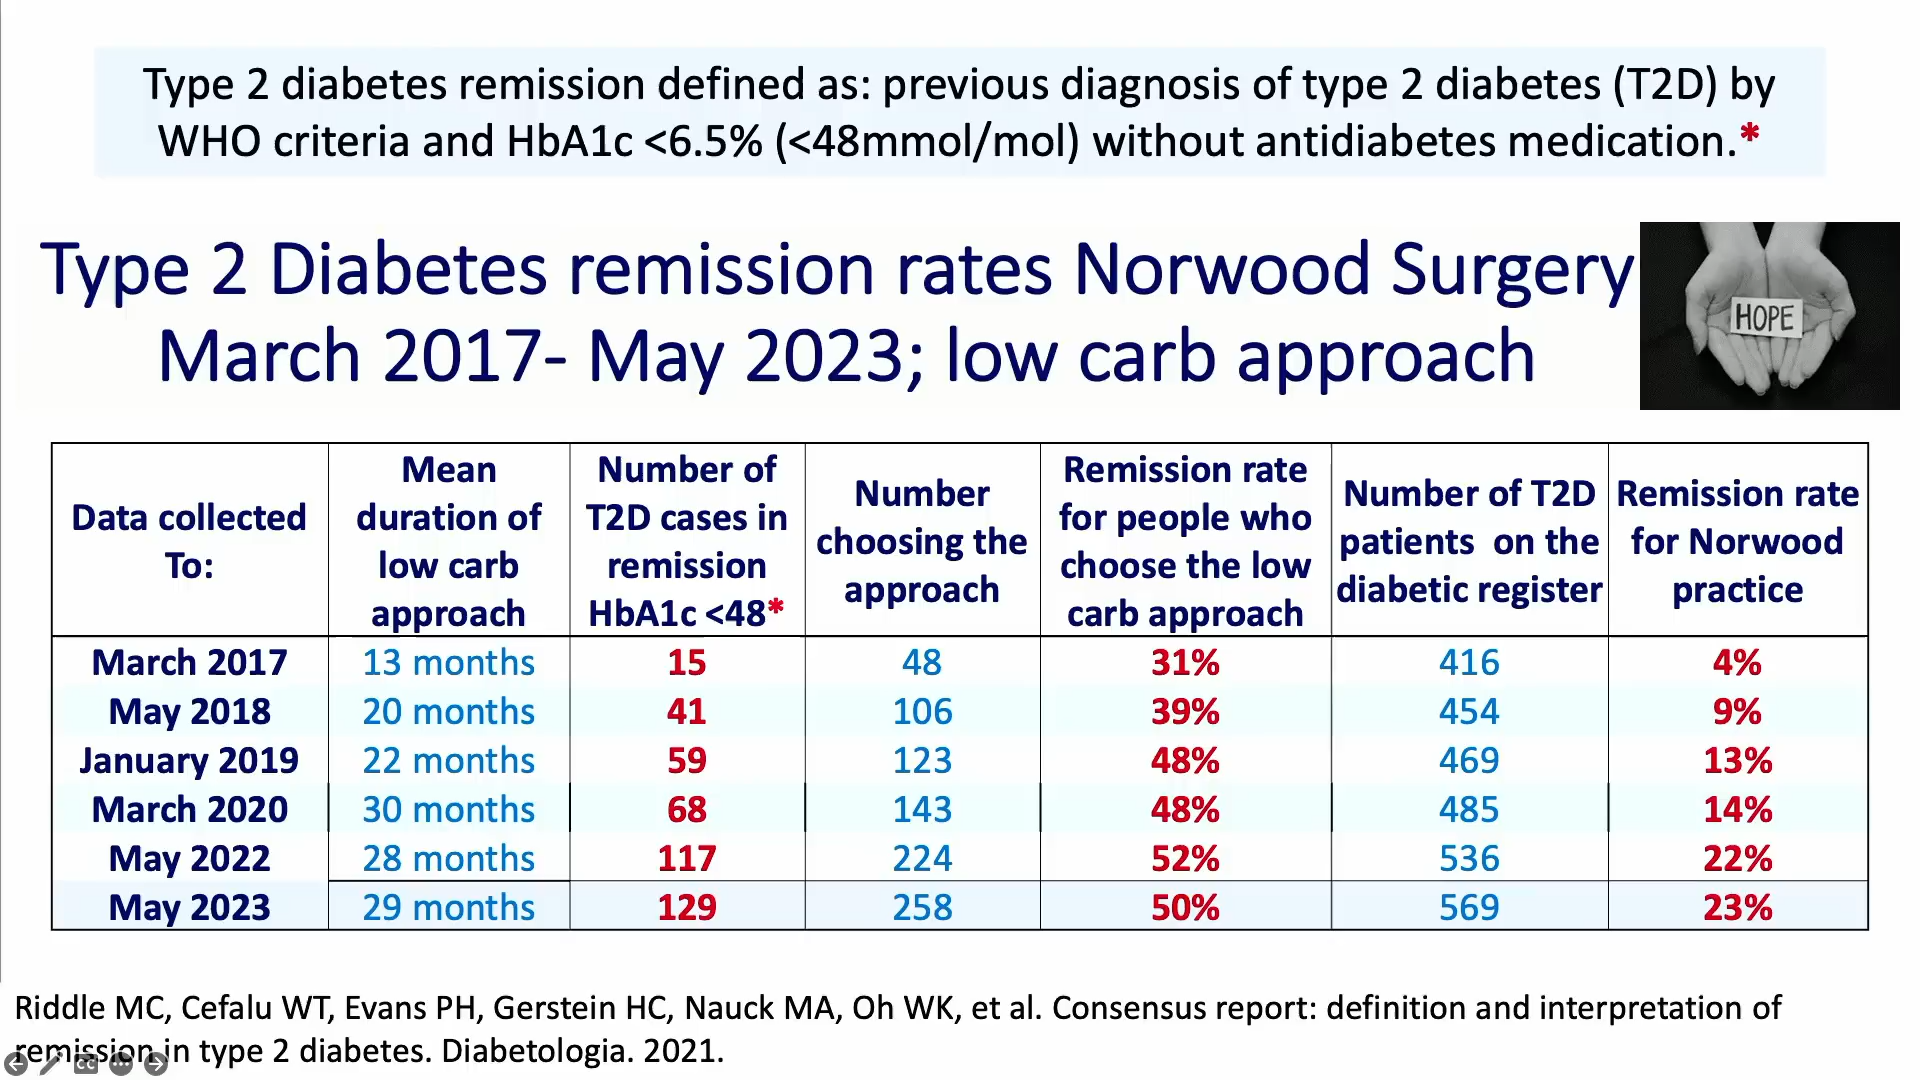 Type 2 diabetes remission defined as: previous diagnosis of type 2 diabetes (T2D) by
WHO criteria and HbA1c <6.5% (<48mmol/mol) without antidiabetes medication.*
Type 2 Diabetes remission rates Norwood Surgery
March 2017- May 2023; low carb approach
HOPE
Data collected
To:
Mean
duration of
low carb
approach
Number of
T2D cases in
remission
HbA1c <48*
Number
choosing the
approach
Remission rate
for people who
choose the low
carb approach
Number of T2D
patients on the
diabetic register
Remission rate
for Norwood
practice
March 2017 13 months 15 48 31% 416 4%
May 2018 20 months 41 106 39% 454 9%
January 2019 22 months 59 123 48% 469 13%
March 2020 30 months 68 143 48% 485 14%
May 2022 28 months 117 224 52% 536 22%
May 2023 29 months 129 258 50% 569 23%
Riddle MC, Cefalu WT, Evans PH, Gerstein HC, Nauck MA, Oh WK, et al. Consensus report: definition and interpretation of
remission in type 2 diabetes. Diabetologia. 2021.
CC